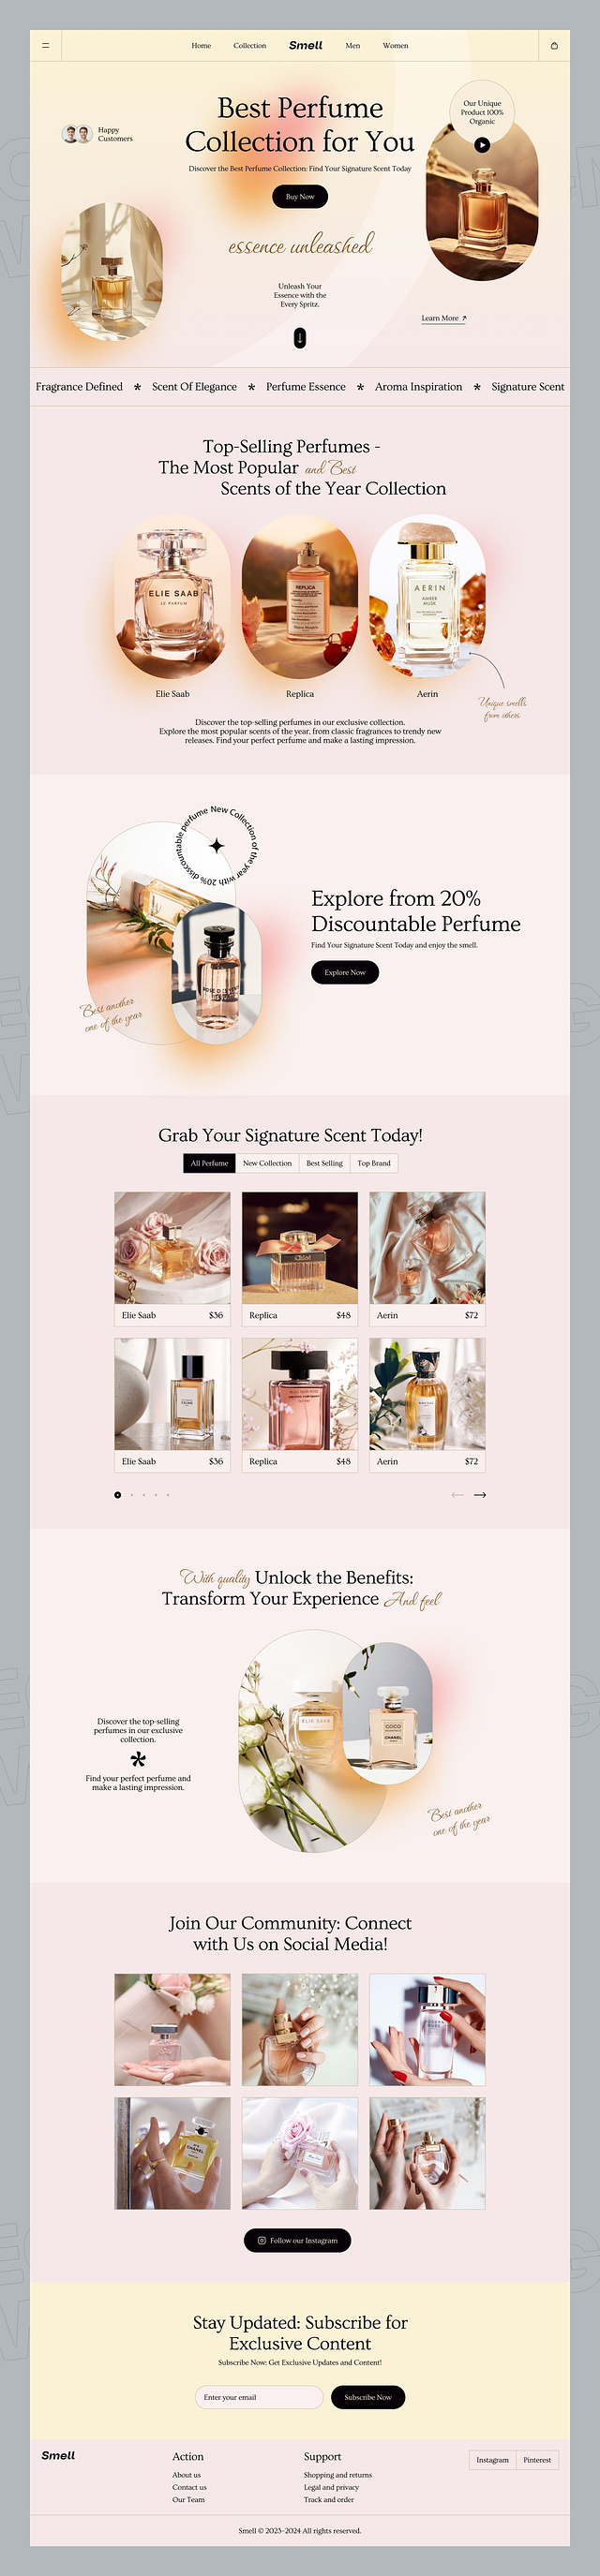 Home
Collection
Smell
Men
Women
Best Perfume
Collection for You
Discover the Best Perfume Collection: Find Your Signature Scent Today
Buy Now
Happy
Customers
Our Unique
Product 100%
Organic
essence unleashed
Unleash Your
Essence with the
Every Spritz.
Learn More
Fragrance Defined * Scent Of Elegance * Perfume Essence * Aroma Inspiration * Signature Scent
Top-Selling Perfumes -
The Most Popular and Best
Scents of the Year Collection
ELIE SAAB
LE PARFUM
REPLICA
AERIN
AMBER
MUSK
Elie Saab
Replica
Aerin
Unique smells
from others
Discover the top-selling perfumes in our exclusive collection.
Explore the most popular scents of the year, from classic fragrances to trendy new
releases. Find your perfect perfume and make a lasting impression.
New Collection of the year with 20% discountable perfume
Best another
one of the year
Explore from 20%
Discountable Perfume
Find Your Signature Scent Today and enjoy the smell.
Explore Now
Grab Your Signature Scent Today!
All Perfume
New Collection
Best Selling
Top Brand
Chloé
Elie Saab $36
Replica $48
Aerin $72
Elie Saab $36
Replica $48
Aerin $72
With quality Unlock the Benefits:
Transform Your Experience And feel
Discover the top-selling
perfumes in our exclusive
collection.
Find your perfect perfume and
make a lasting impression.
ELIE SAAB
COCO
CHANEL
Best another
one of the year
Join Our Community: Connect
with Us on Social Media!
CHANEL
Follow our Instagram
Stay Updated: Subscribe for
Exclusive Content
Subscribe Now: Get Exclusive Updates and Content!
Enter your email
Subscribe Now
Smell
Action
About us
Contact us
Our Team
Support
Shopping and returns
Legal and privacy
Track and order
Instagram
Pinterest
Smell © 2023-2024 All rights reserved.